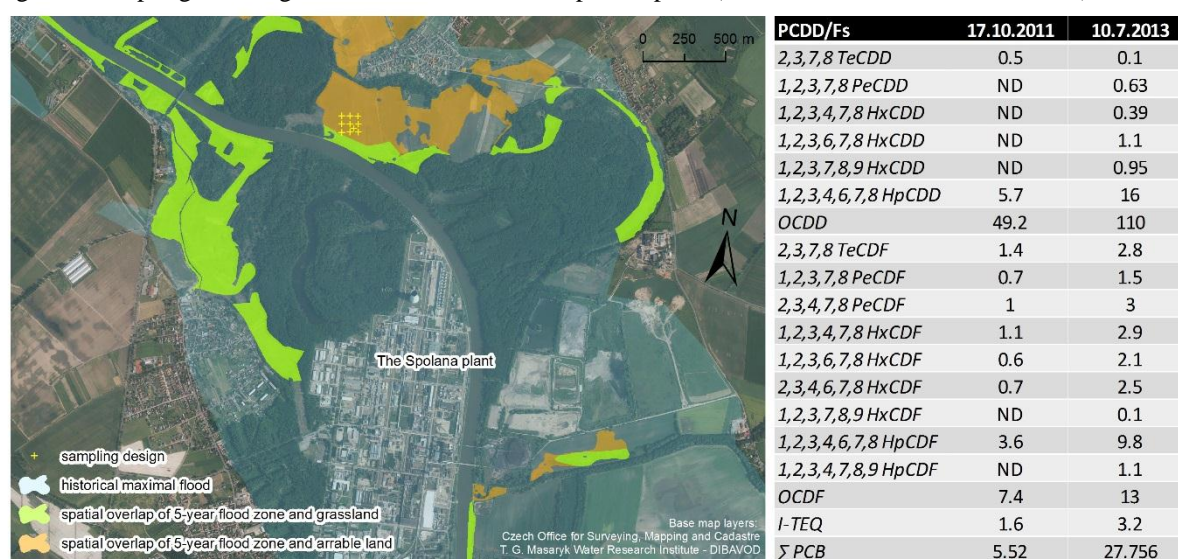 0 250 500 m
N
The Spolana plant
sampling design
historical maximal flood
spatial overlap of 5-year flood zone and grassland
spatial overlap of 5-year flood zone and arrable land
Base map layers:
Czech Office for Surveying, Mapping and Cadastre
T. G. Masaryk Water Research Institute - DIBAVOD
PCDD/Fs 17.10.2011 10.7.2013
2,3,7,8 TeCDD 0.5 0.1
1,2,3,7,8 PeCDD ND 0.63
1,2,3,4,7,8 HxCDD ND 0.39
1,2,3,6,7,8 HxCDD ND 1.1
1,2,3,7,8,9 HxCDD ND 0.95
1,2,3,4,6,7,8 HpCDD 5.7 16
OCDD 49.2 110
2,3,7,8 TeCDF 1.4 2.8
1,2,3,7,8 PeCDF 0.7 1.5
2,3,4,7,8 PeCDF 1 3
1,2,3,4,7,8 HxCDF 1.1 2.9
1,2,3,6,7,8 HxCDF 0.6 2.1
2,3,4,6,7,8 HxCDF 0.7 2.5
1,2,3,7,8,9 HxCDF ND 0.1
1,2,3,4,6,7,8 HpCDF 3.6 9.8
1,2,3,4,7,8,9 HpCDF ND 1.1
OCDF 7.4 13
I-TEQ 1.6 3.2
∑ PCB 5.52 27.756